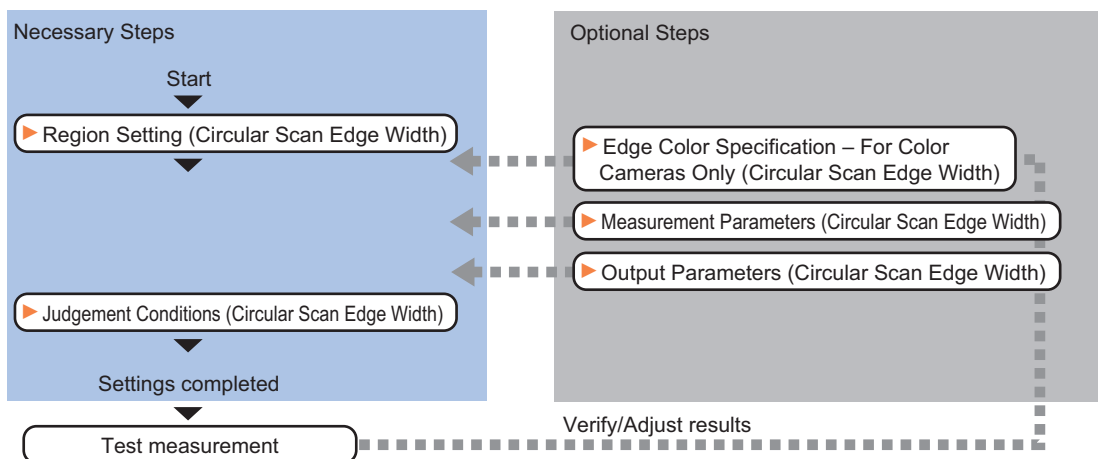 Necessary Steps
Start
Region Setting (Circular Scan Edge Width)
Judgement Conditions (Circular Scan Edge Width)
Settings completed
Test measurement
Optional Steps
Edge Color Specification – For Color
Cameras Only (Circular Scan Edge Width)
Measurement Parameters (Circular Scan Edge Width)
Output Parameters (Circular Scan Edge Width)
Verify/Adjust results